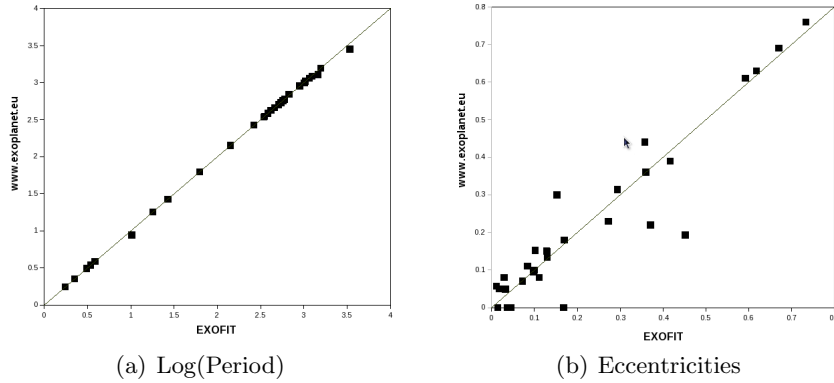 4
3.5
3
2.5
2
1.5
1
0.5
0
0 0.5 1 1.5 2 2.5 3 3.5 4
www.exoplanet.eu
EXOFIT
(a) Log(Period)
0.8
0.7
0.6
0.5
0.4
0.3
0.2
0.1
0
0 0.1 0.2 0.3 0.4 0.5 0.6 0.7 0.8
www.exoplanet.eu
EXOFIT
(b) Eccentricities